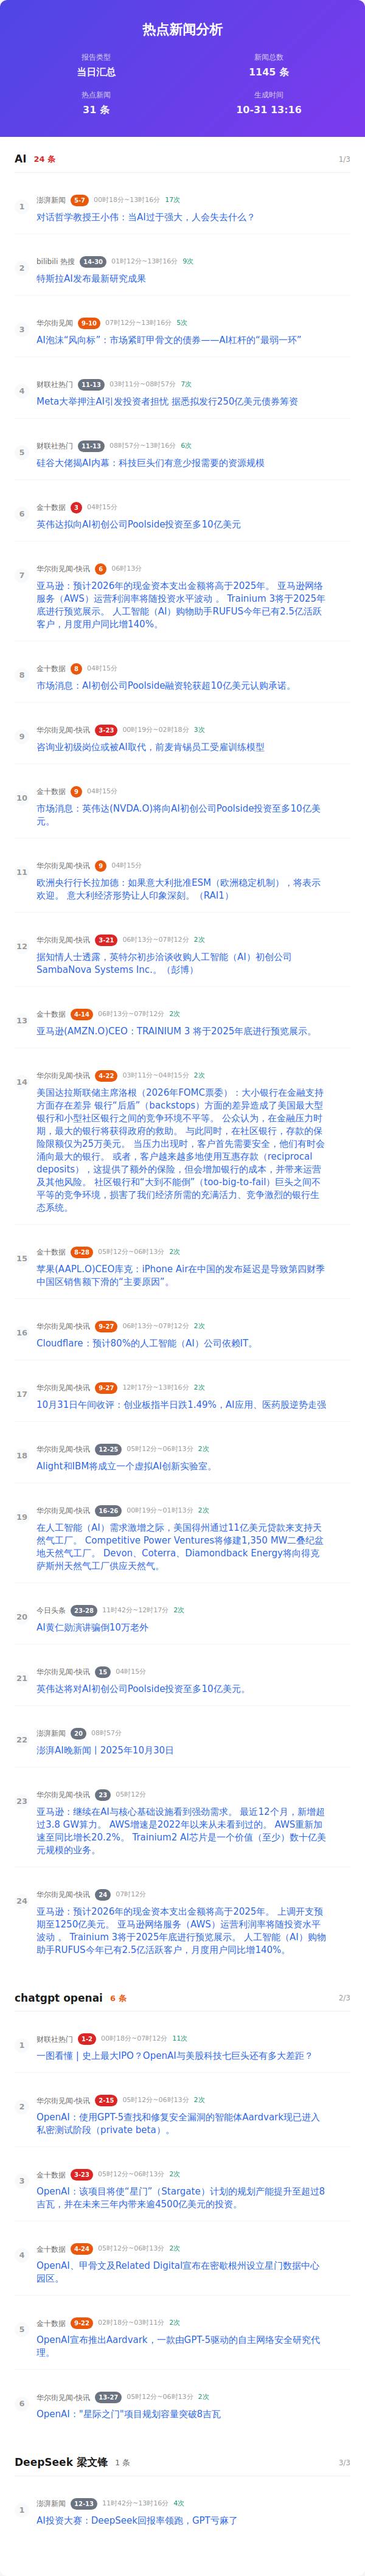 热点新闻分析
报告类型
当日汇总
新闻总数
1145 条
热点新闻
31 条
生成时间
10-31 13:16
AI 24 条 1/3
1 澎湃新闻 5-7 00时18分~13时16分 17次
对话哲学教授王小伟：当AI过于强大，人会失去什么？
2 bilibili 热搜 14-30 01时12分~13时16分 9次
特斯拉AI发布最新研究成果
3 华尔街见闻 9-10 07时12分~13时16分 5次
AI泡沫“风向标”：市场紧盯甲骨文的债券——AI杠杆的“最弱一环”
4 财联社热门 11-13 03时11分~08时57分 7次
Meta大举押注AI引发投资者担忧 据悉拟发行250亿美元债券筹资
5 财联社热门 11-13 08时57分~13时16分 6次
硅谷大佬揭AI内幕：科技巨头们有意少报需要的资源规模
6 金十数据 3 04时15分
英伟达拟向AI初创公司Poolside投资至多10亿美元
7 华尔街见闻-快讯 6 06时13分
亚马逊：预计2026年的现金资本支出金额将高于2025年。 亚马逊网络
服务（AWS）运营利润率将随投资水平波动 。 Trainium 3将于2025年
底进行预览展示。 人工智能（AI）购物助手RUFUS今年已有2.5亿活跃
客户，月度用户同比增140%。
8 金十数据 8 04时15分
市场消息：AI初创公司Poolside融资轮获超10亿美元认购承诺。
9 华尔街见闻-快讯 3-23 00时19分~02时18分 3次
咨询业初级岗位或被AI取代，前麦肯锡员工受雇训练模型
10 金十数据 9 04时15分
市场消息：英伟达(NVDA.O)将向AI初创公司Poolside投资至多10亿美
元。
11 华尔街见闻-快讯 9 04时15分
欧洲央行行长拉加德：如果意大利批准ESM（欧洲稳定机制），将表示
欢迎。 意大利经济形势让人印象深刻。（RAI1）
12 华尔街见闻-快讯 3-21 06时13分~07时12分 2次
据知情人士透露，英特尔初步洽谈收购人工智能（AI）初创公司
SambaNova Systems Inc.。（彭博）
13 金十数据 4-14 06时13分~07时12分 2次
亚马逊(AMZN.O)CEO：TRAINIUM 3 将于2025年底进行预览展示。
14 华尔街见闻-快讯 4-22 03时11分~04时15分 2次
美国达拉斯联储主席洛根（2026年FOMC票委）：大小银行在金融支持
方面存在差异 银行“后盾”（backstops）方面的差异造成了美国最大型
银行和小型社区银行之间的竞争环境不平等。 公众认为，在金融压力时
期，最大的银行将获得政府的救助。 与此同时，在社区银行，存款的保
险限额仅为25万美元。 当压力出现时，客户首先需要安全，他们有时会
涌向最大的银行。 或者，客户越来越多地使用互惠存款（reciprocal
deposits），这提供了额外的保险，但会增加银行的成本，并带来运营
及其他风险。 社区银行和“大到不能倒”（too-big-to-fail）巨头之间不
平等的竞争环境，损害了我们经济所需的充满活力、竞争激烈的银行生
态系统。
15 金十数据 8-28 05时12分~06时13分 2次
苹果(AAPL.O)CEO库克：iPhone Air在中国的发布延迟是导致第四财季
中国区销售额下滑的“主要原因”。
16 华尔街见闻-快讯 9-27 06时13分~07时12分 2次
Cloudflare：预计80%的人工智能（AI）公司依赖IT。
17 华尔街见闻-快讯 9-27 12时17分~13时16分 2次
10月31日午间收评：创业板指半日跌1.49%，AI应用、医药股逆势走强
18 华尔街见闻-快讯 12-25 05时12分~06时13分 2次
Alight和IBM将成立一个虚拟AI创新实验室。
19 华尔街见闻-快讯 16-26 00时19分~01时13分 2次
在人工智能（AI）需求激增之际，美国得州通过11亿美元贷款来支持天
然气工厂。 Competitive Power Ventures将修建1,350 MW二叠纪盆
地天然气工厂。 Devon、Coterra、Diamondback Energy将向得克
萨斯州天然气工厂供应天然气。
20 今日头条 23-28 11时42分~12时17分 2次
AI黄仁勋演讲骗倒10万老外
21 华尔街见闻-快讯 15 04时15分
英伟达将对AI初创公司Poolside投资至多10亿美元。
22 澎湃新闻 20 08时57分
澎湃AI晚新闻丨2025年10月30日
23 华尔街见闻-快讯 23 05时12分
亚马逊：继续在AI与核心基础设施看到强劲需求。 最近12个月，新增超
过3.8 GW算力。 AWS增速是2022年以来从未看到过的。 AWS重新加
速至同比增长20.2%。 Trainium2 AI芯片是一个价值（至少）数十亿美
元规模的业务。
24 华尔街见闻-快讯 24 07时12分
亚马逊：预计2026年的现金资本支出金额将高于2025年。 上调开支预
期至1250亿美元。 亚马逊网络服务（AWS）运营利润率将随投资水平
波动 。 Trainium 3将于2025年底进行预览展示。 人工智能（AI）购物
助手RUFUS今年已有2.5亿活跃客户，月度用户同比增140%。
chatgpt openai 6 条 2/3
1 财联社热门 1-2 00时18分~07时12分 11次
一图看懂 | 史上最大IPO？OpenAI与美股科技七巨头还有多大差距？
2 华尔街见闻-快讯 2-15 05时12分~06时13分 2次
OpenAI：使用GPT-5查找和修复安全漏洞的智能体Aardvark现已进入
私密测试阶段（private beta）。
3 金十数据 3-23 05时12分~06时13分 2次
OpenAI：该项目将使“星门”（Stargate）计划的规划产能提升至超过8
吉瓦，并在未来三年内带来逾4500亿美元的投资。
4 金十数据 4-24 05时12分~06时13分 2次
OpenAI、甲骨文及Related Digital宣布在密歇根州设立星门数据中心
园区。
5 金十数据 9-22 02时18分~03时11分 2次
OpenAI宣布推出Aardvark，一款由GPT-5驱动的自主网络安全研究代
理。
6 华尔街见闻-快讯 13-27 05时12分~06时13分 2次
OpenAI："星际之门"项目规划容量突破8吉瓦
DeepSeek 梁文锋 1 条 3/3
1 澎湃新闻 12-13 11时42分~13时16分 4次
AI投资大赛：DeepSeek回报率领跑，GPT亏麻了